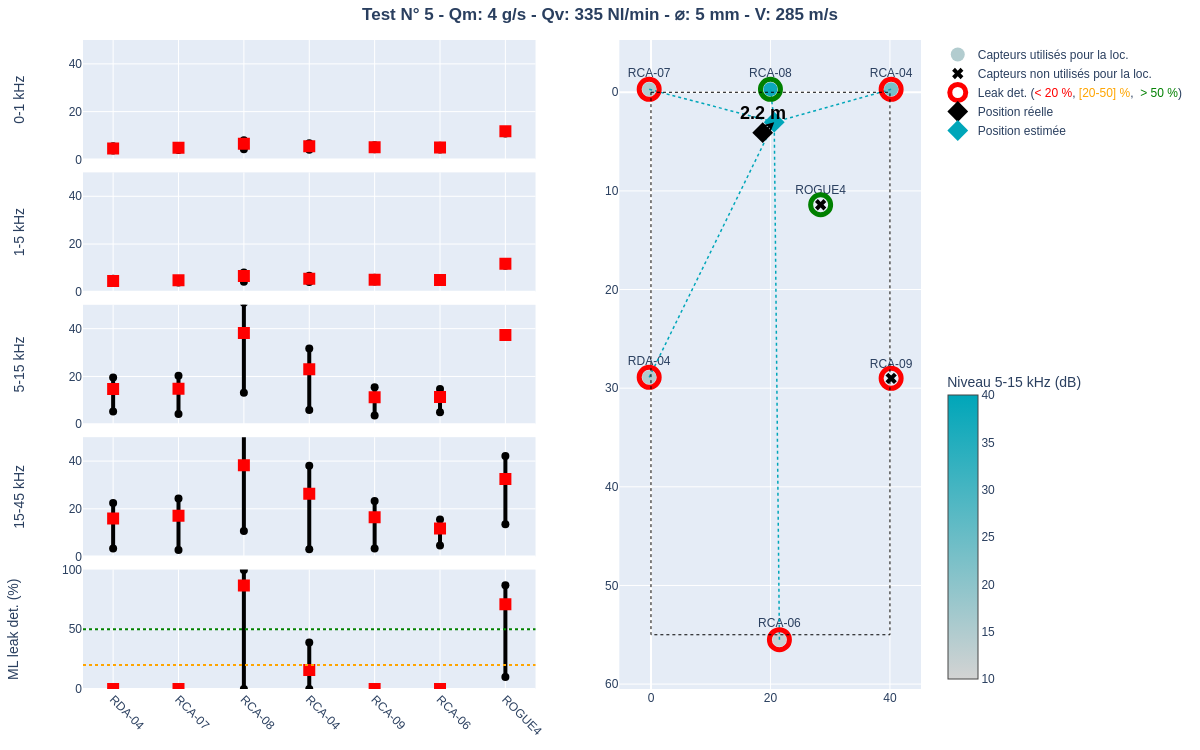 Test N° 5 - Qm: 4 g/s - Qv: 335 Nl/min - ⌀: 5 mm - V: 285 m/s
0-1 kHz
40
20
0
1-5 kHz
40
20
0
5-15 kHz
40
20
0
15-45 kHz
40
20
0
ML leak det. (%)
100
50
0
RDA-04
RCA-07
RCA-08
RCA-04
RCA-09
RCA-06
ROGUE4
RCA-07
RCA-08
RCA-04
2.2 m
ROGUE4
RDA-04
RCA-09
RCA-06
0
10
20
30
40
50
60
0
20
40
Capteurs utilisés pour la loc.
Capteurs non utilisés pour la loc.
Leak det. (< 20 %, [20-50] %, > 50 %)
Position réelle
Position estimée
Niveau 5-15 kHz (dB)
40
35
30
25
20
15
10